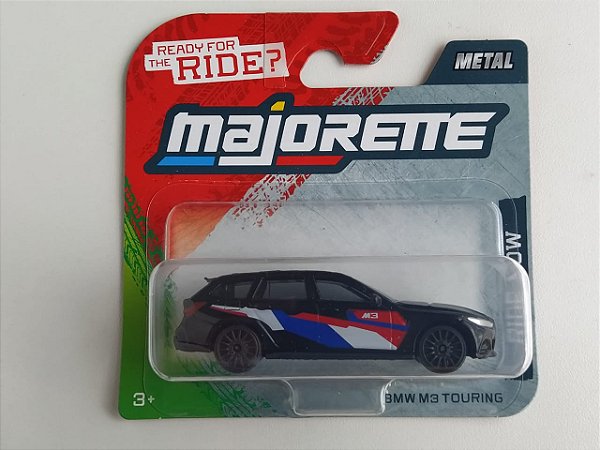 READY FOR
THE RIDE?
METAL
majorette
M3
3+
BMW M3 TOURING